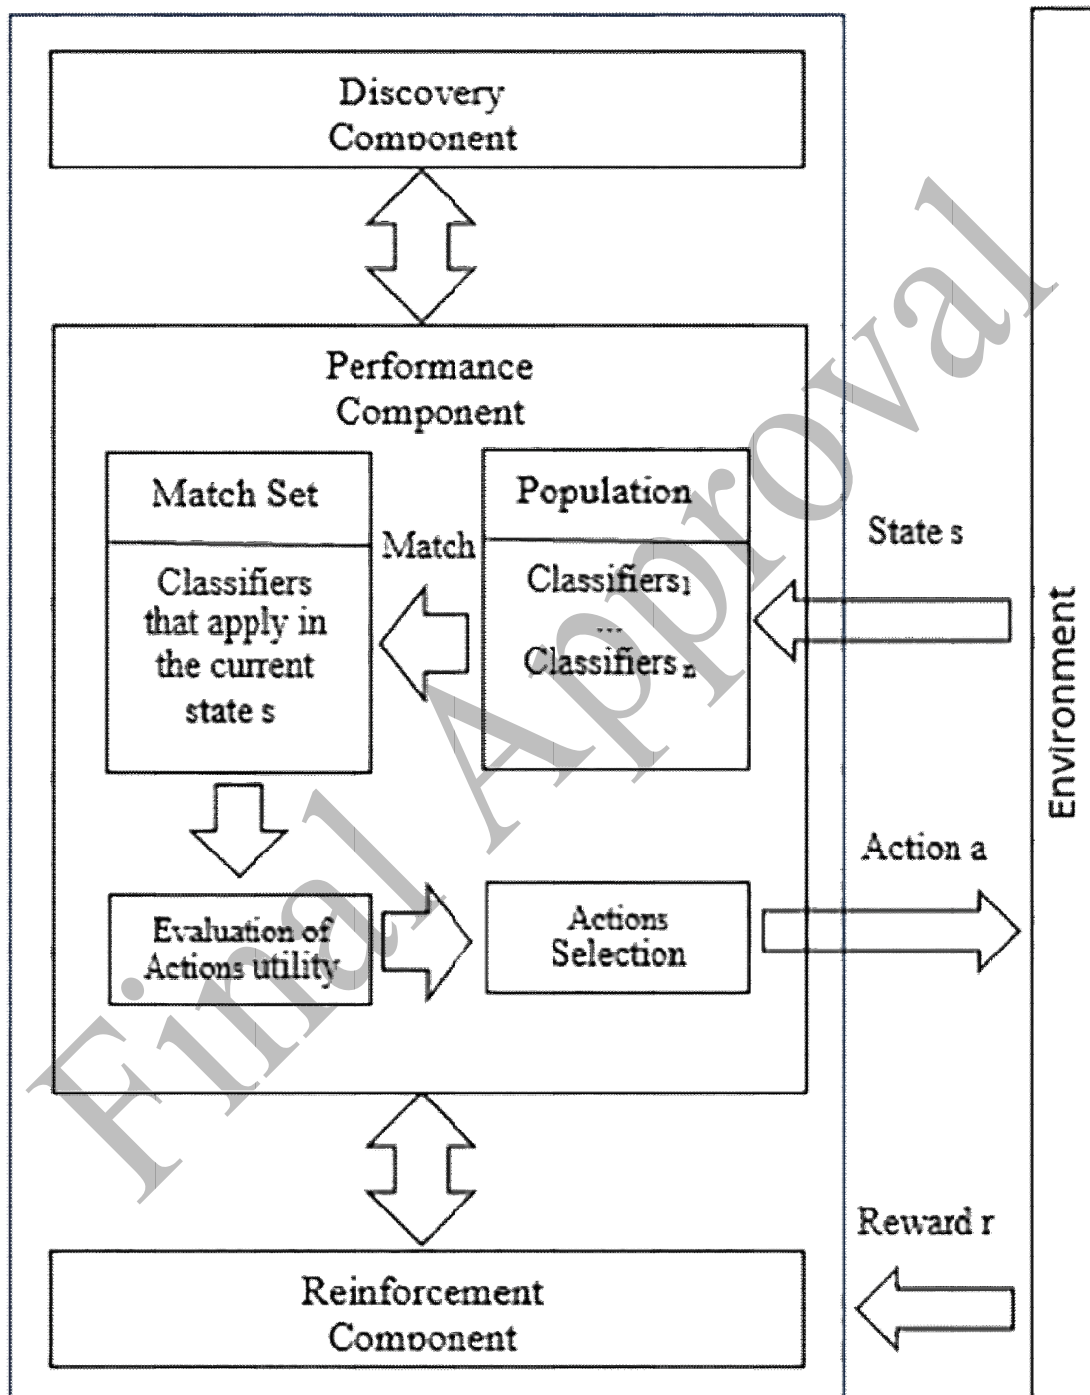 Discovery
Component
Performance
Component
Match Set
Classifiers
that apply in
the current
state s
Match
Population
Classifiers1
...
Classifiers n
State s
Environment
Evaluation of
Actions utility
Actions
Selection
Action a
Reinforcement
Component
Reward r
Final Approval